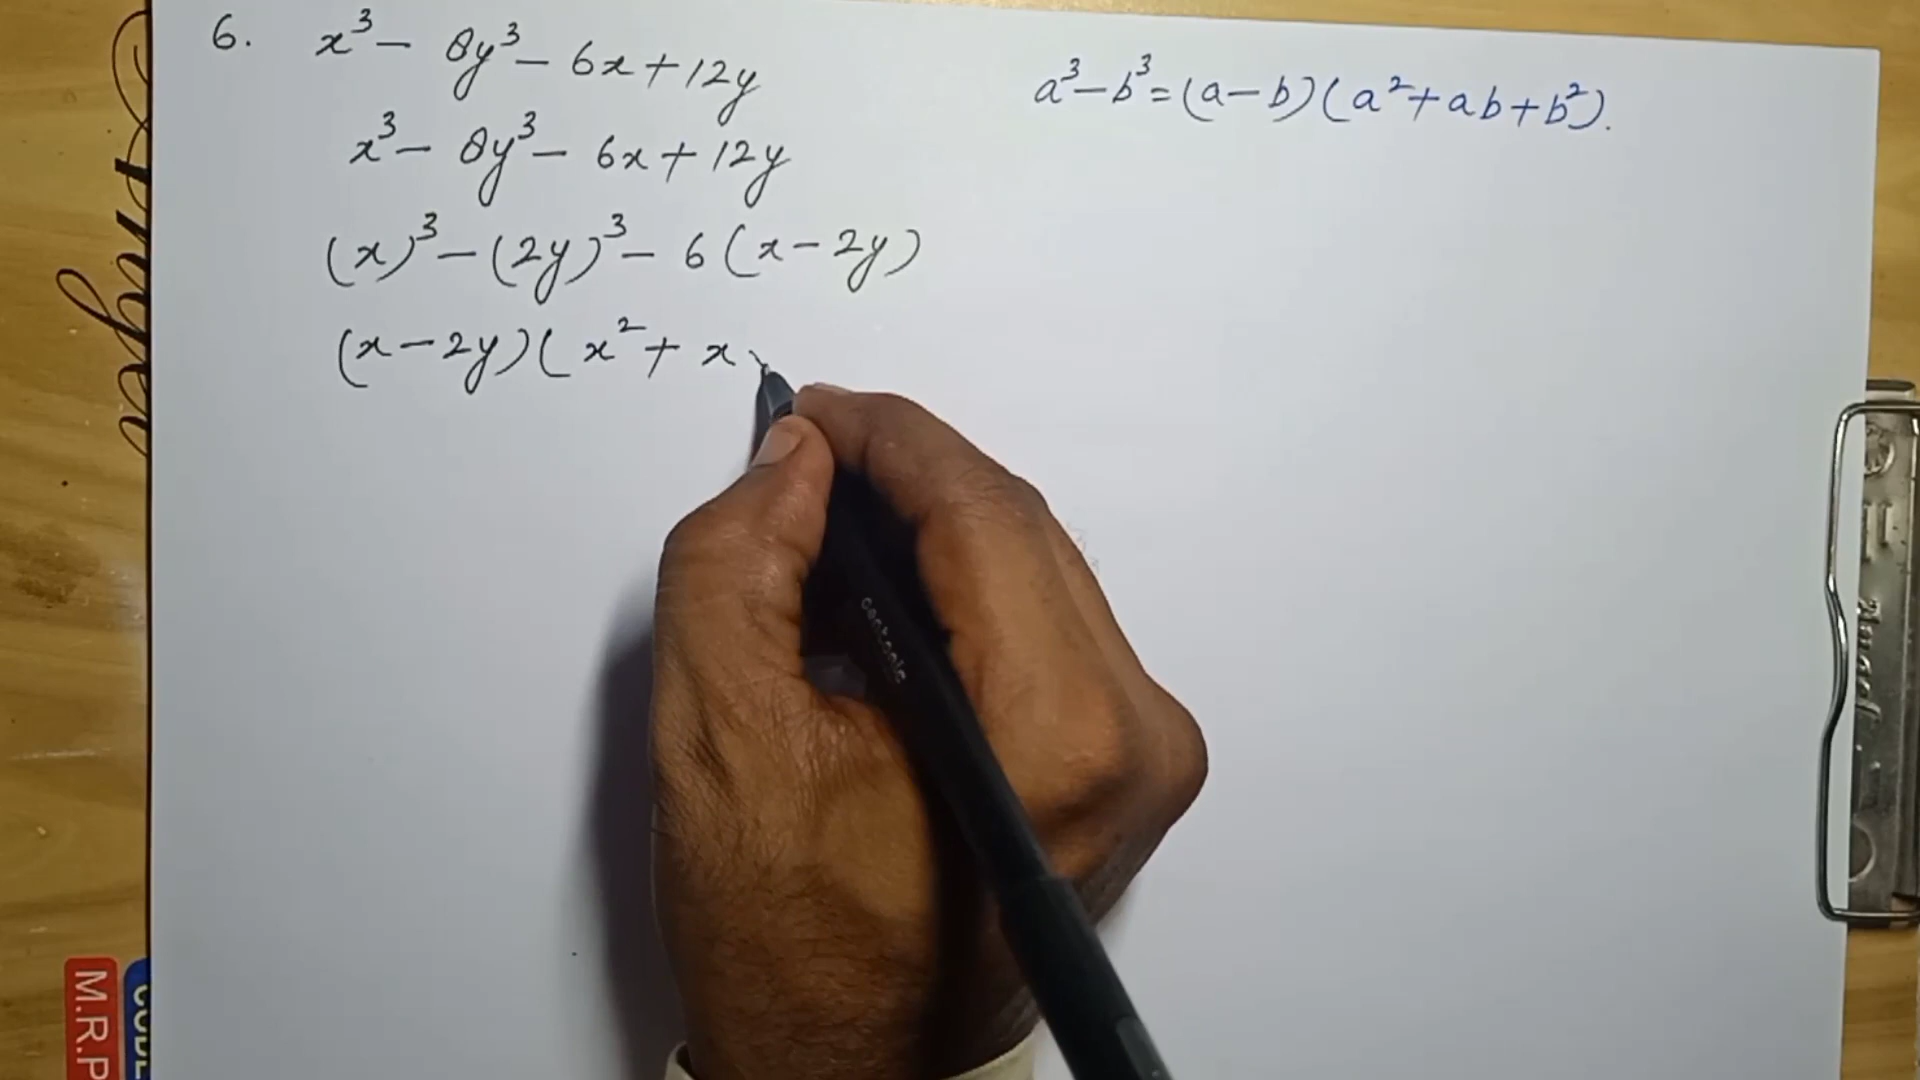 6. x³ - 8y³ - 6x + 12y
a³ - b³ = (a - b)(a² + ab + b²).
x³ - 8y³ - 6x + 12y
(x)³ - (2y)³ - 6(x - 2y)
(x - 2y)(x² + x
centholc
M.R.P